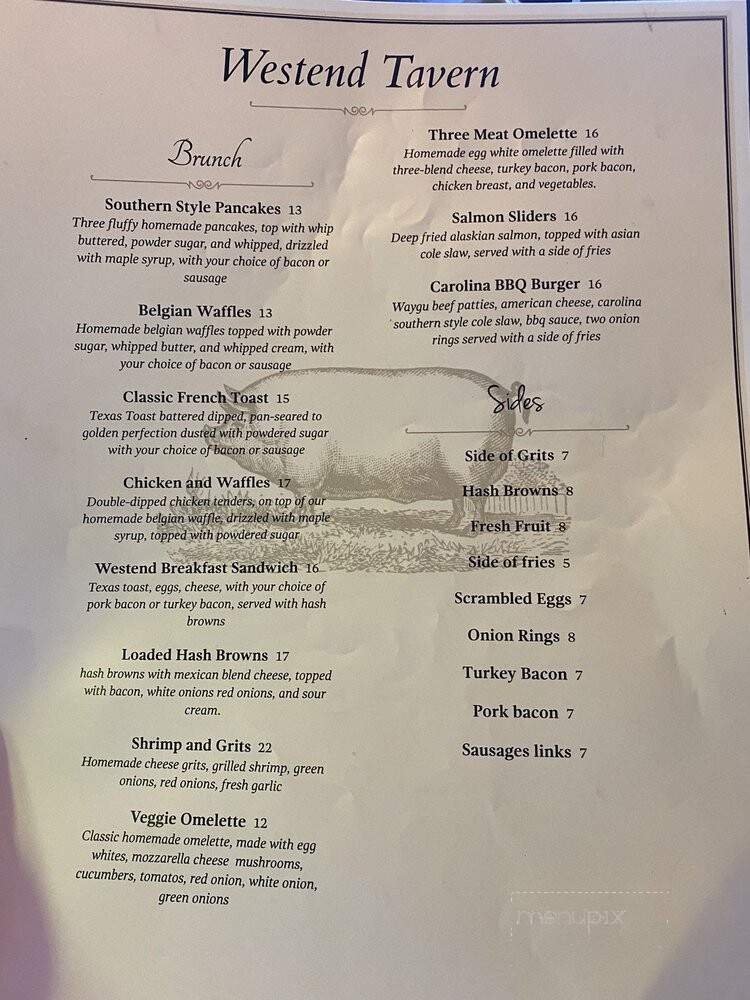 Westend Tavern
Brunch
Southern Style Pancakes 13
Three fluffy homemade pancakes, top with whip
buttered, powder sugar, and whipped, drizzled
with maple syrup, with your choice of bacon or
sausage
Belgian Waffles 13
Homemade belgian waffles topped with powder
sugar, whipped butter, and whipped cream, with
your choice of bacon or sausage
Classic French Toast 15
Texas Toast battered dipped, pan-seared to
golden perfection dusted with powdered sugar
with your choice of bacon or sausage
Chicken and Waffles 17
Double-dipped chicken tenders, on top of our
homemade belgian waffle, drizzled with maple
syrup, topped with powdered sugar
Westend Breakfast Sandwich 16
Texas toast, eggs, cheese, with your choice of
pork bacon or turkey bacon, served with hash
browns
Loaded Hash Browns 17
hash browns with mexican blend cheese, topped
with bacon, white onions red onions, and sour
cream.
Shrimp and Grits 22
Homemade cheese grits, grilled shrimp, green
onions, red onions, fresh garlic
Veggie Omelette 12
Classic homemade omelette, made with egg
whites, mozzarella cheese mushrooms,
cucumbers, tomatos, red onion, white onion,
green onions
Three Meat Omelette 16
Homemade egg white omelette filled with
three-blend cheese, turkey bacon, pork bacon,
chicken breast, and vegetables.
Salmon Sliders 16
Deep fried alaskian salmon, topped with asian
cole slaw, served with a side of fries
Carolina BBQ Burger 16
Waygu beef patties, american cheese, carolina
southern style cole slaw, bbq sauce, two onion
rings served with a side of fries
Sides
Side of Grits 7
Hash Browns 8
Fresh Fruit 8
Side of fries 5
Scrambled Eggs 7
Onion Rings 8
Turkey Bacon 7
Pork bacon 7
Sausages links 7
menupix